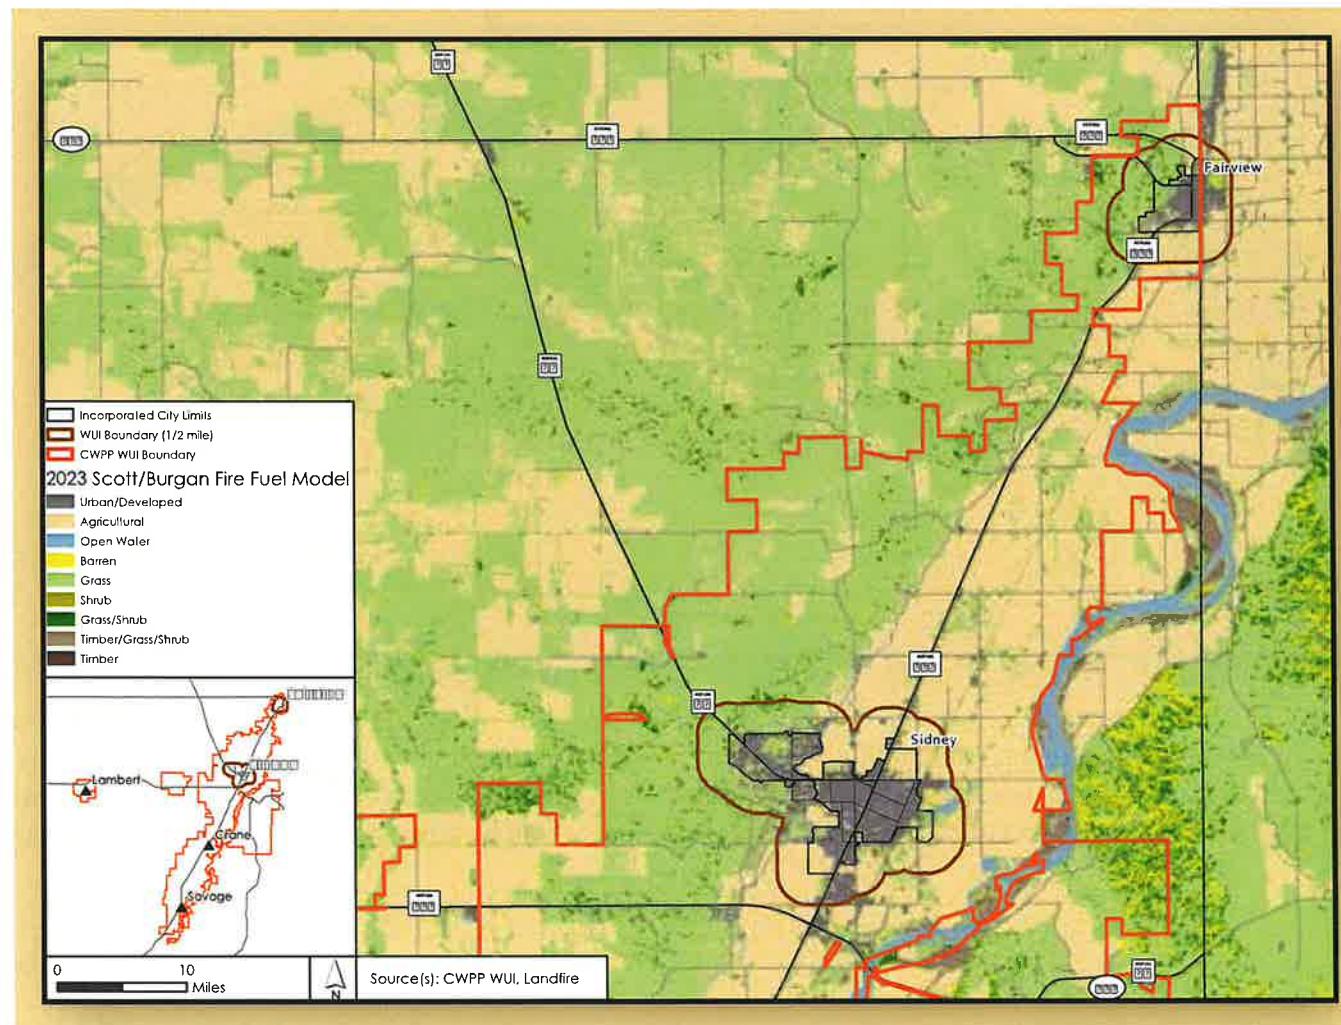 Fairview
Incorporated City Limits
WUI Boundary (1/2 mile)
CWPP WUI Boundary
2023 Scott/Burgan Fire Fuel Model
Urban/Developed
Agricultural
Open Water
Barren
Grass
Shrub
Grass/Shrub
Timber/Grass/Shrub
Timber
Sidney
Lambert
Crane
Savage
0 10
Miles
N
Source(s): CWPP WUI, Landfire